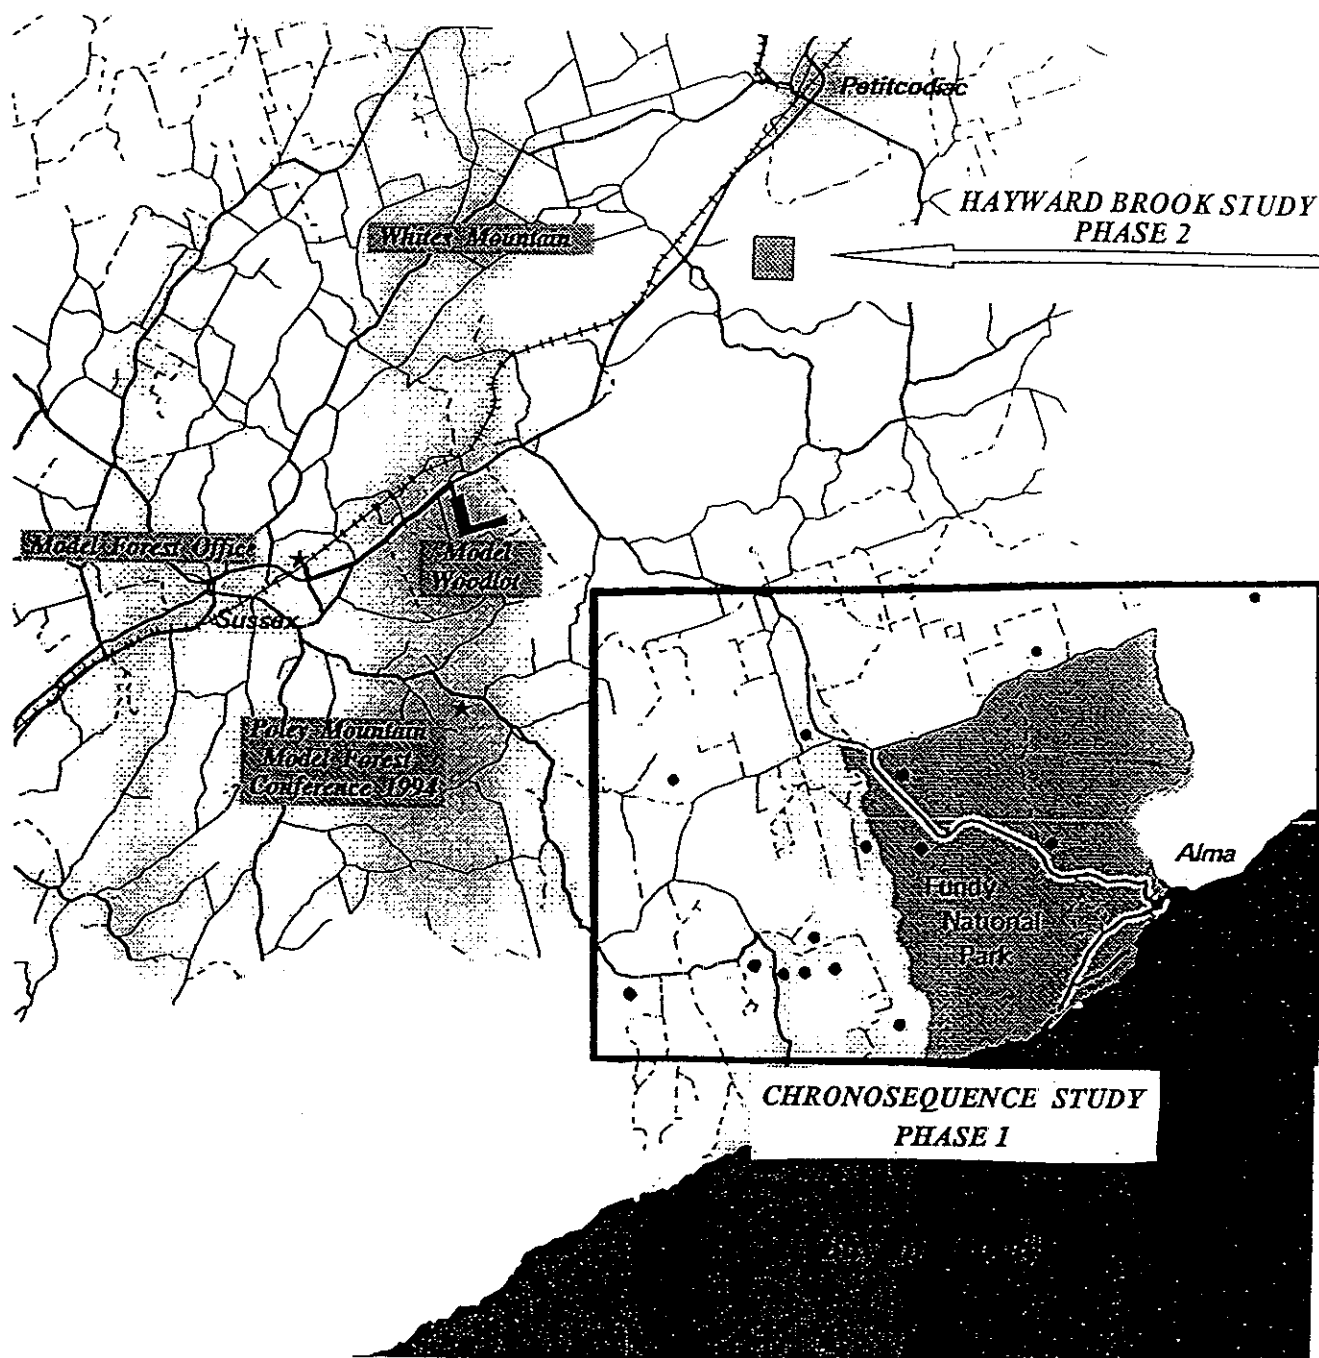 Petitcodiac
HAYWARD BROOK STUDY
PHASE 2
Whites Mountain
Model Forest Office
Model
Woodlot
Sussex
Poley Mountain
Model Forest
Conference 1994
Alma
Fundy
National
Park
CHRONOSEQUENCE STUDY
PHASE 1